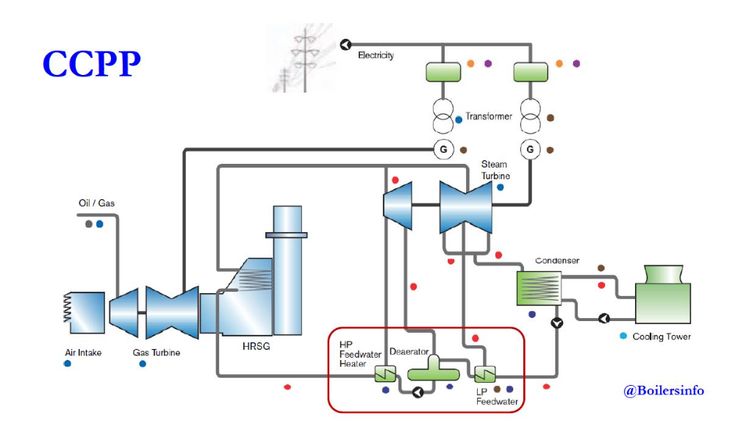 CCPP
Electricity
Transformer
G
G
Steam
Turbine
Oil / Gas
Condenser
HRSG
Air Intake
Gas Turbine
Cooling Tower
HP
Feedwater
Heater
Deaerator
LP
Feedwater
@Boilersinfo